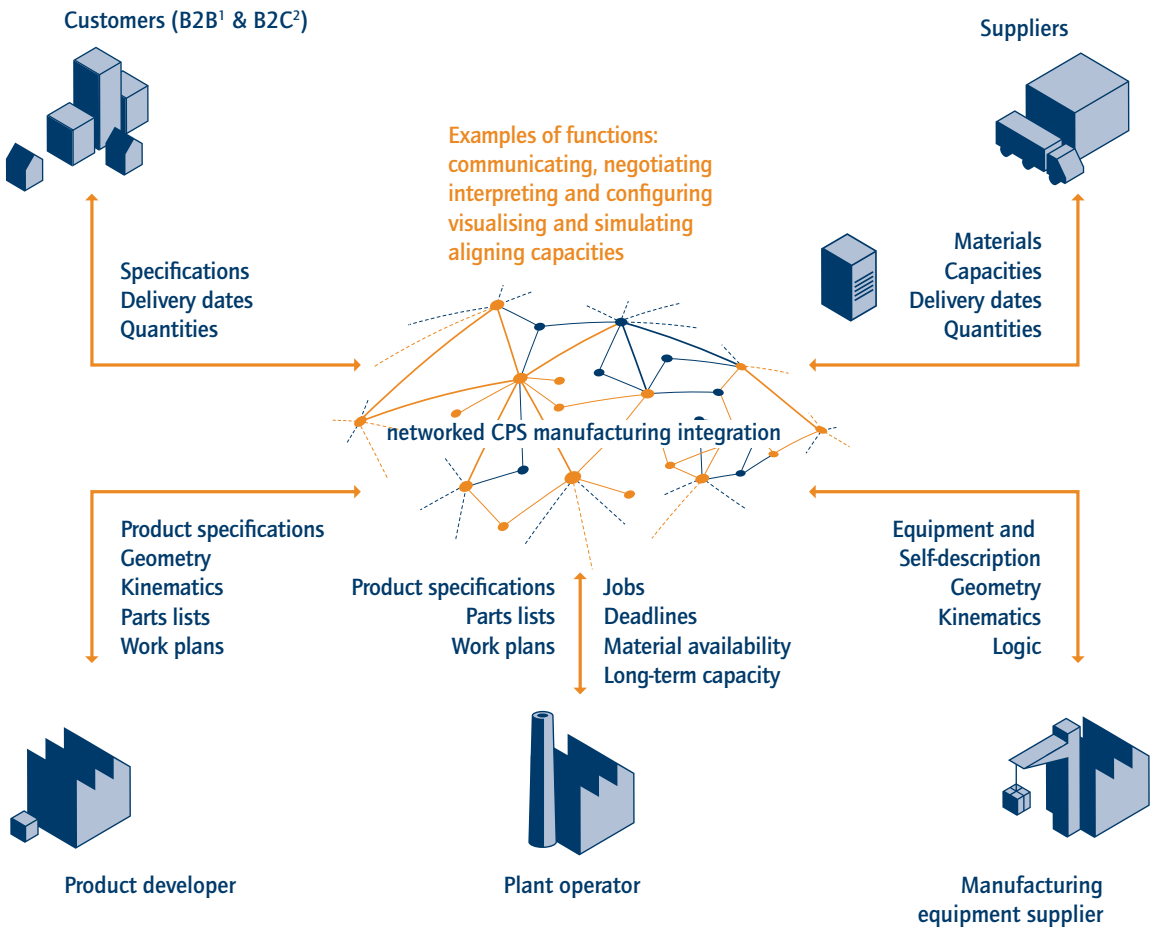 Customers (B2B¹ & B2C²)
Suppliers
Examples of functions:
communicating, negotiating
interpreting and configuring
visualising and simulating
aligning capacities
Specifications
Delivery dates
Quantities
Materials
Capacities
Delivery dates
Quantities
networked CPS manufacturing integration
Product specifications
Geometry
Kinematics
Parts lists
Work plans
Product specifications
Parts lists
Work plans
Jobs
Deadlines
Material availability
Long-term capacity
Equipment and
Self-description
Geometry
Kinematics
Logic
Product developer
Plant operator
Manufacturing
equipment supplier